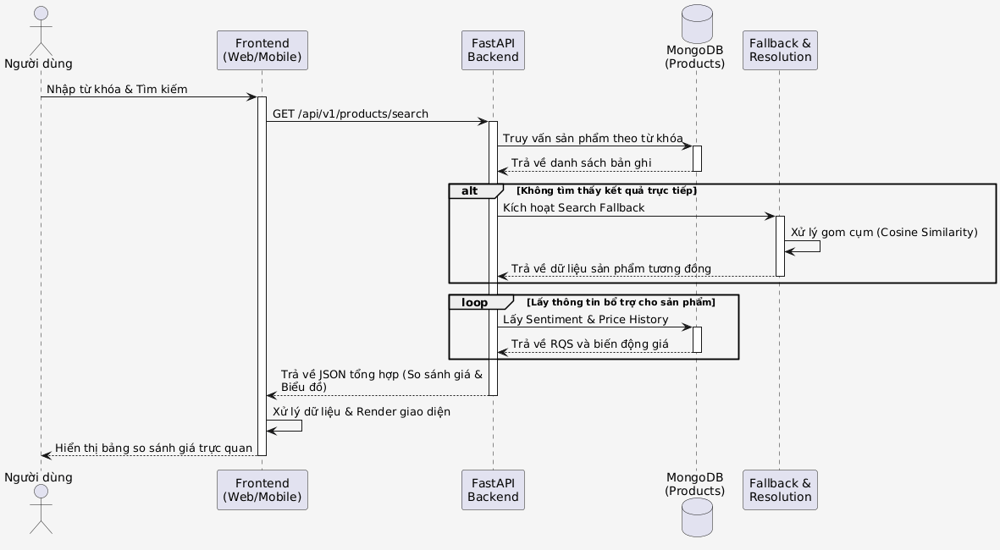 Người dùng
Frontend
(Web/Mobile)
FastAPI
Backend
MongoDB
(Products)
Fallback &
Resolution
Nhập từ khóa & Tìm kiếm
GET /api/v1/products/search
Truy vấn sản phẩm theo từ khóa
Trả về danh sách bản ghi
alt
[Không tìm thấy kết quả trực tiếp]
Kích hoạt Search Fallback
Xử lý gom cụm (Cosine Similarity)
Trả về dữ liệu sản phẩm tương đồng
loop
[Lấy thông tin bổ trợ cho sản phẩm]
Lấy Sentiment & Price History
Trả về RQS và biến động giá
Trả về JSON tổng hợp (So sánh giá &
Biểu đồ)
Xử lý dữ liệu & Render giao diện
Hiển thị bảng so sánh giá trực quan
Người dùng
Frontend
(Web/Mobile)
FastAPI
Backend
MongoDB
(Products)
Fallback &
Resolution